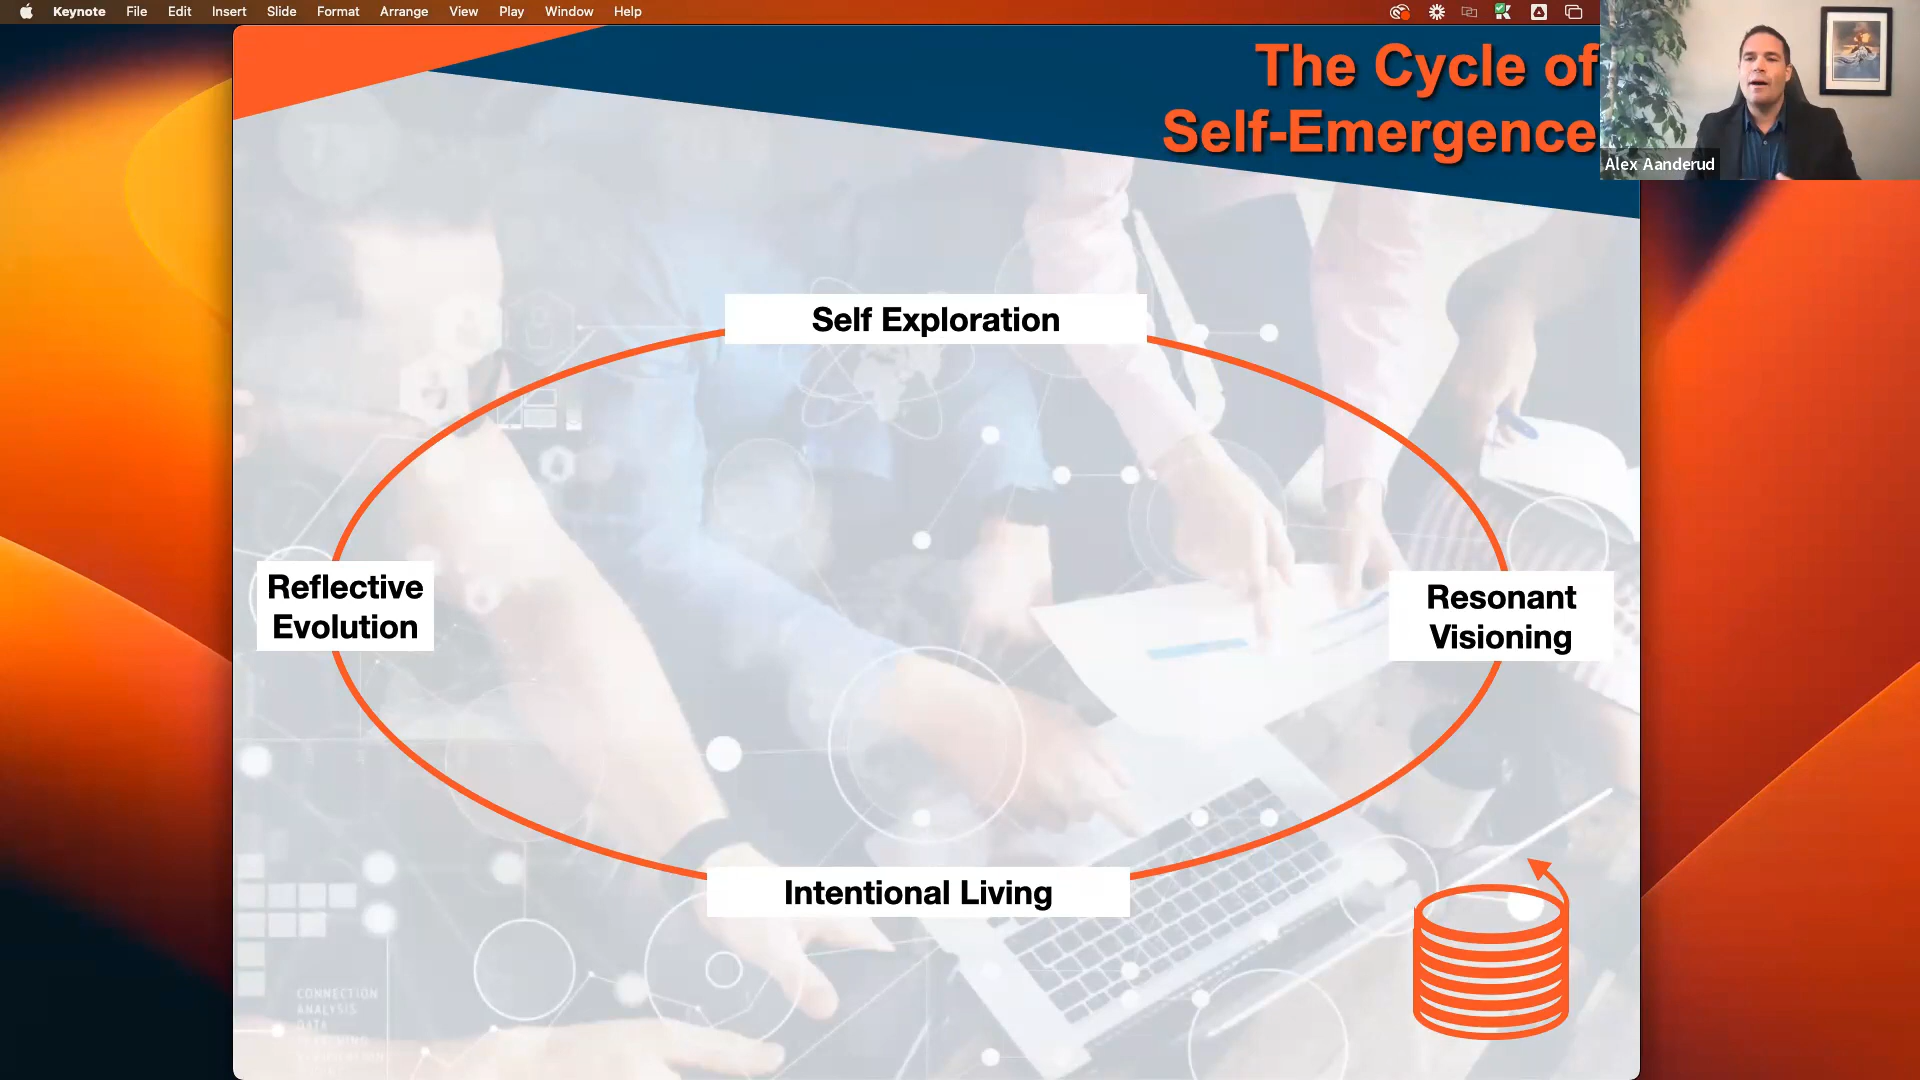 Keynote File Edit Insert Slide Format Arrange View Play Window Help
The Cycle of
Self-Emergence
Alex Aanderud
Self Exploration
Reflective
Evolution
Resonant
Visioning
Intentional Living
CONNECTION
ANALYSIS
DATA